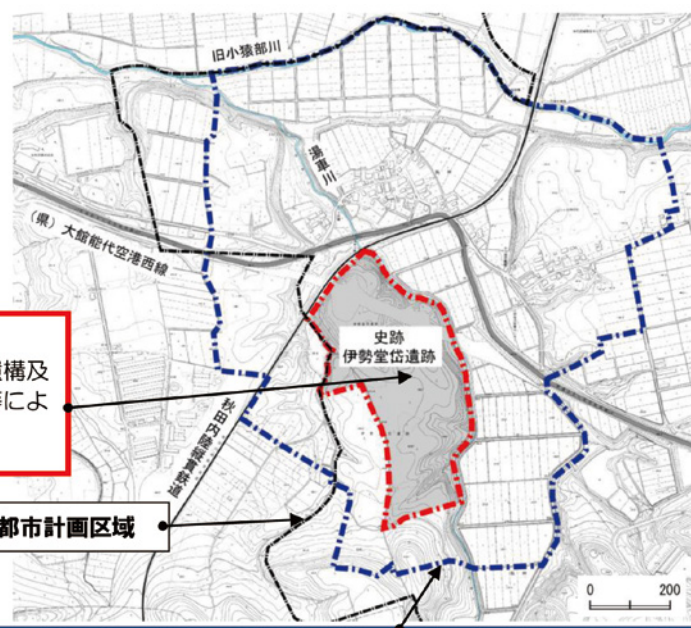 旧小猿部川
湯車川
(県)大館能代空港西線
史跡
伊勢堂岱遺跡
構及
によ
秋田内陸縦貫鉄道
都市計画区域
0 200